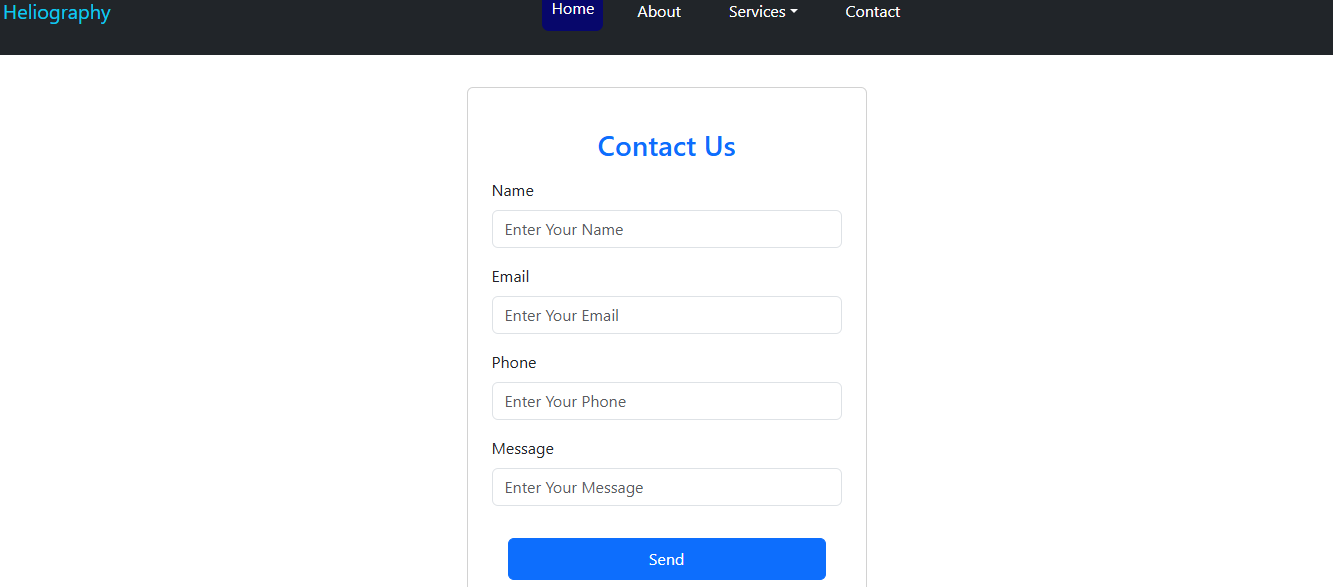 Heliography Home About Services Contact
Contact Us
Name
Enter Your Name
Email
Enter Your Email
Phone
Enter Your Phone
Message
Enter Your Message
Send